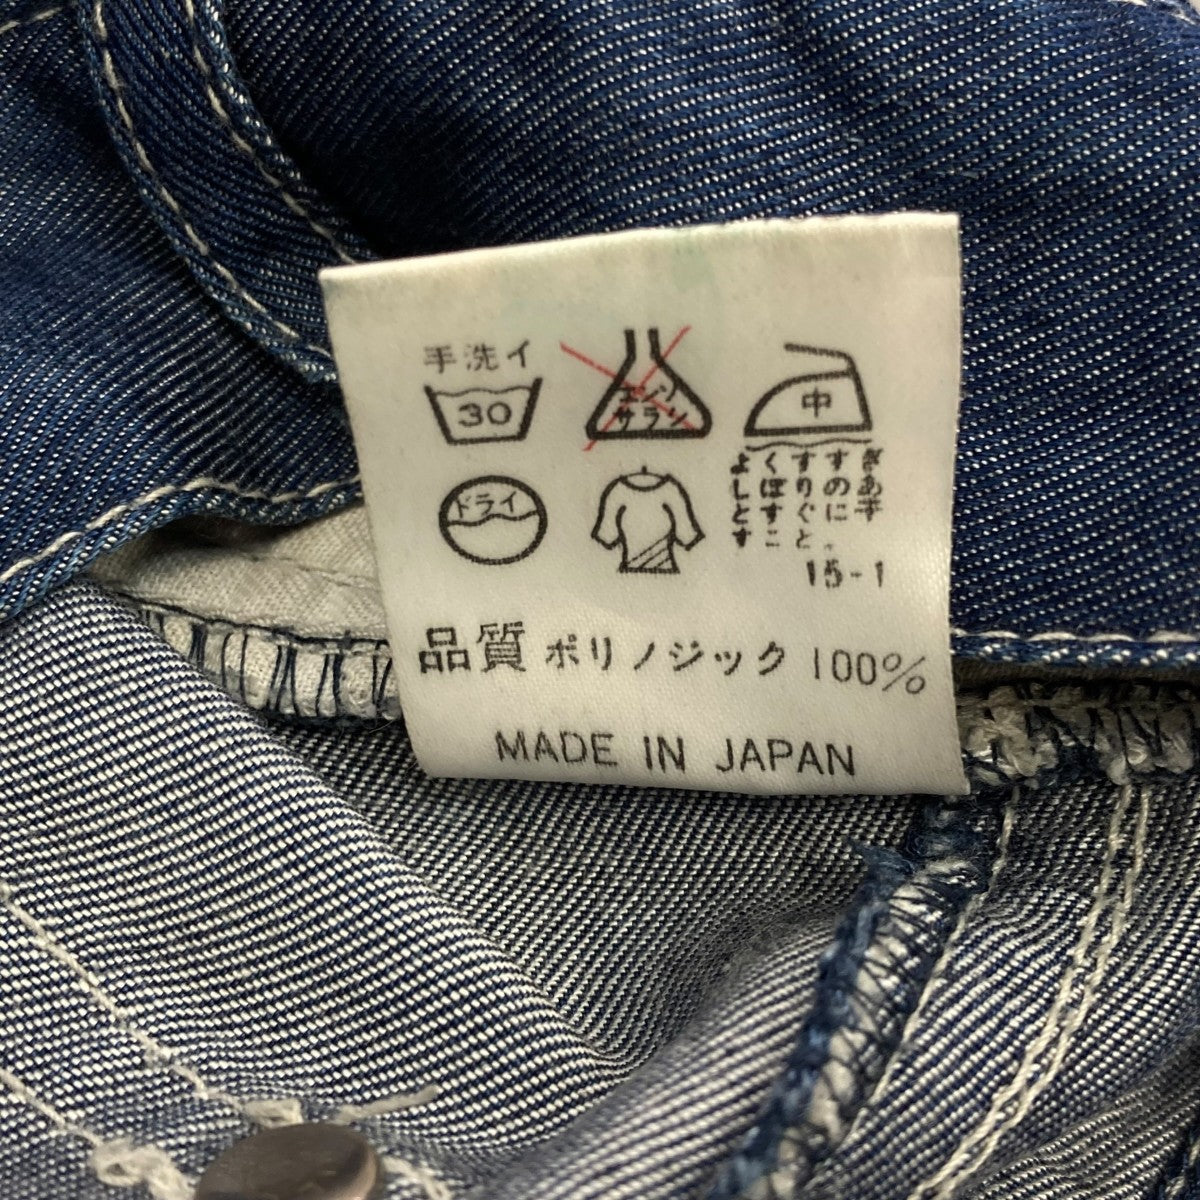 手洗イ
30
エンソ
サラシ
中
よくすすぎ
しぼりのあ
とすぐに干
すこと。
ドライ
15-1
品質 ポリノジック 100%
MADE IN JAPAN